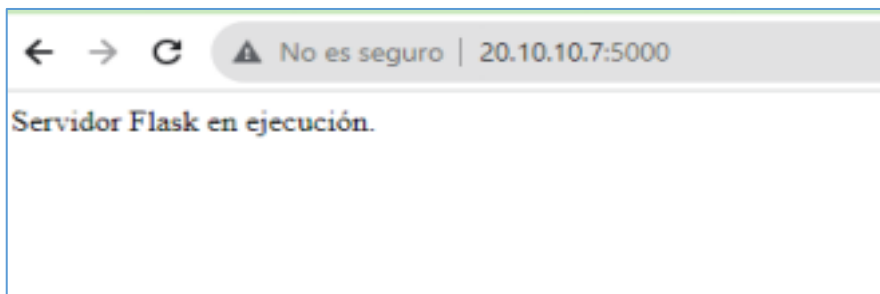 No es seguro | 20.10.10.7:5000
Servidor Flask en ejecución.